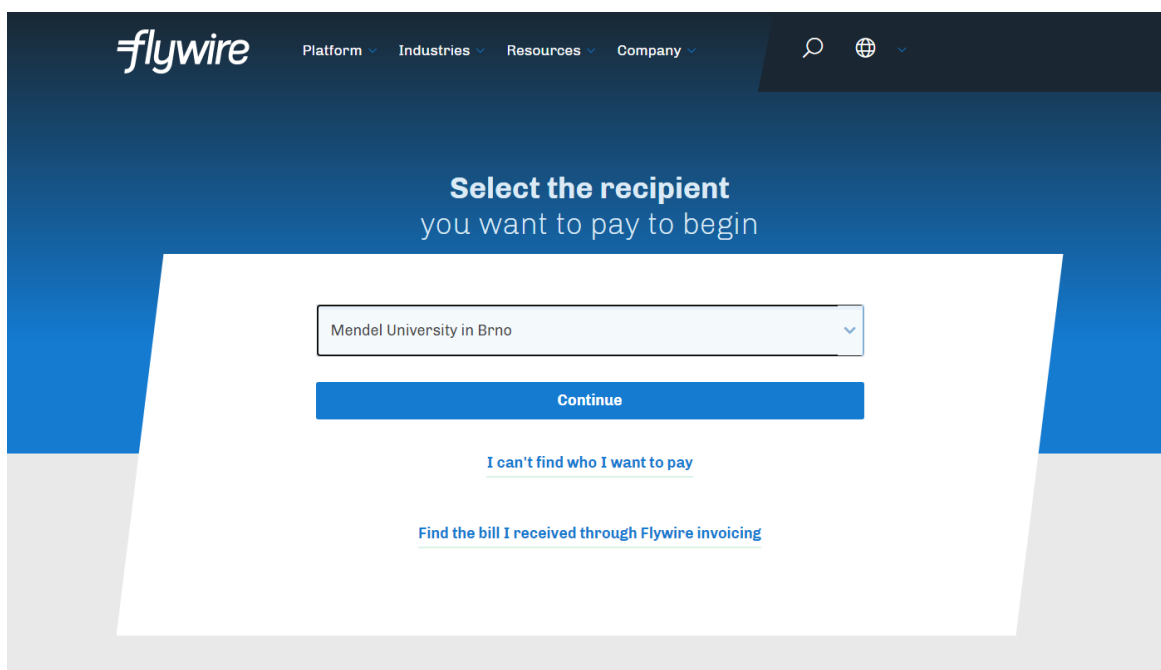 flywire
Platform Industries Resources Company
Select the recipient
you want to pay to begin
Mendel University in Brno
Continue
I can't find who I want to pay
Find the bill I received through Flywire invoicing